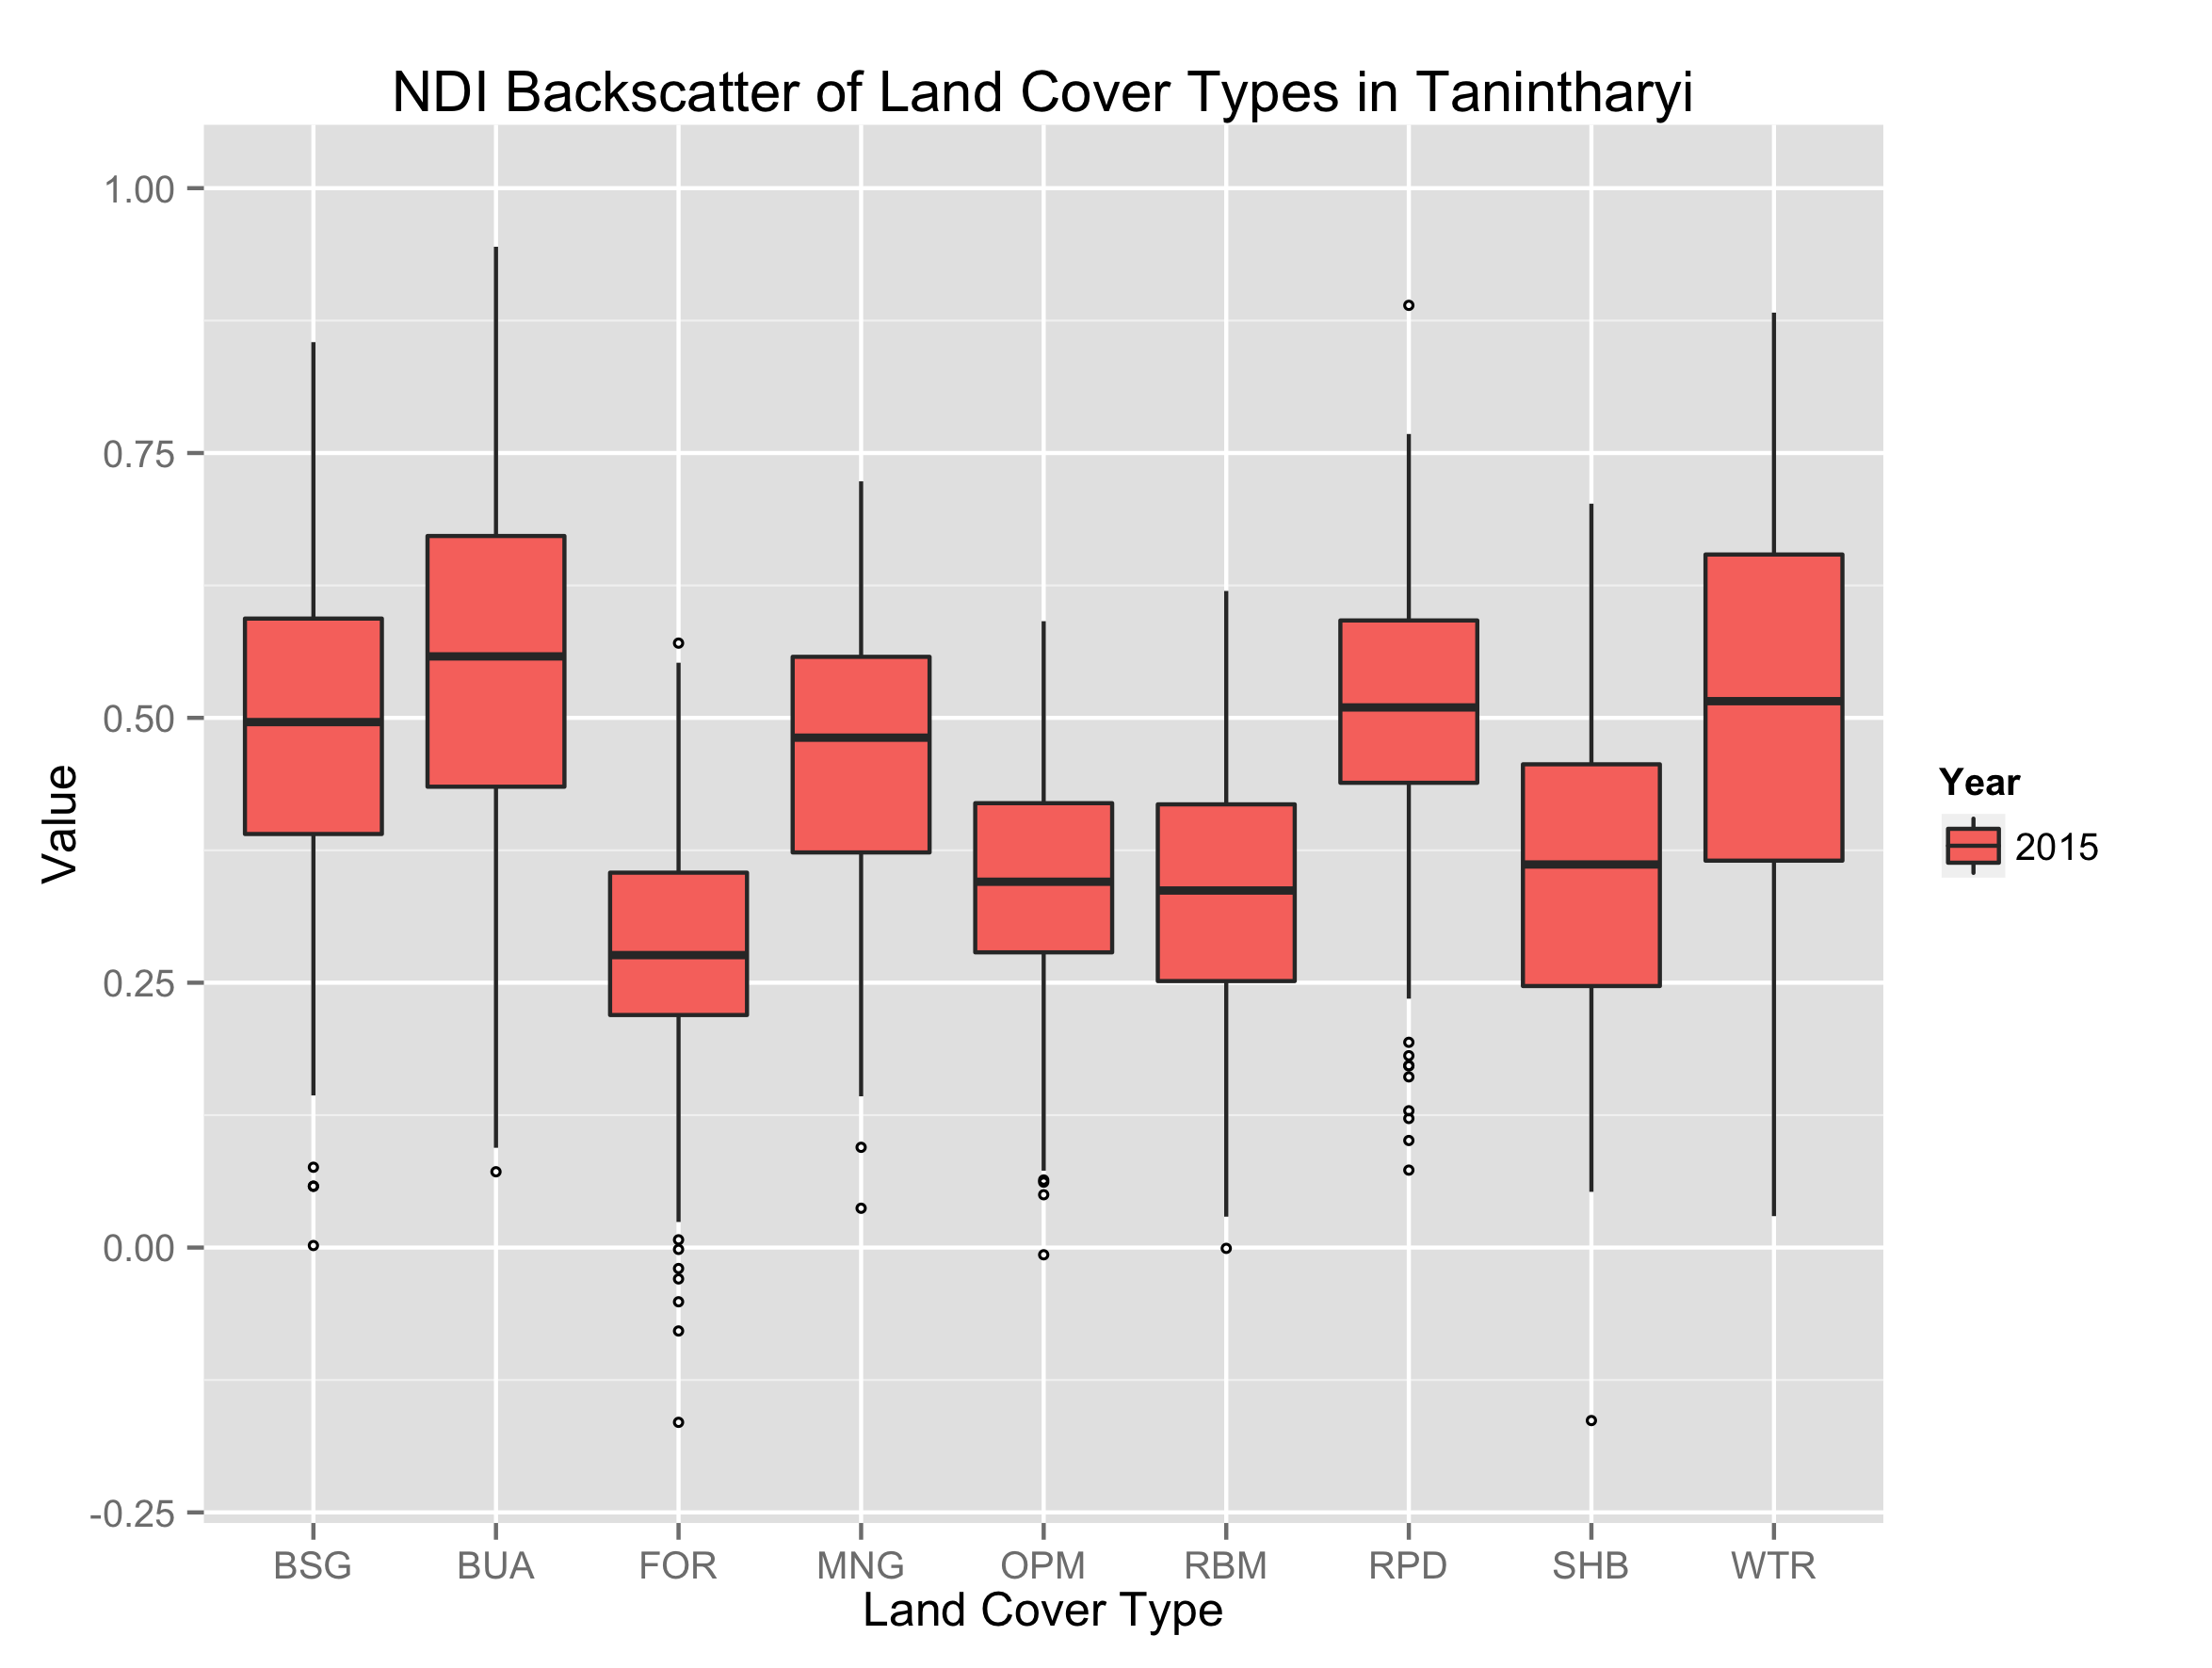 NDI Backscatter of Land Cover Types in Tanintharyi
1.00
0.75
0.50
0.25
0.00
-0.25
Value
BSG BUA FOR MNG OPM RBM RPD SHB WTR
Land Cover Type
Year
2015